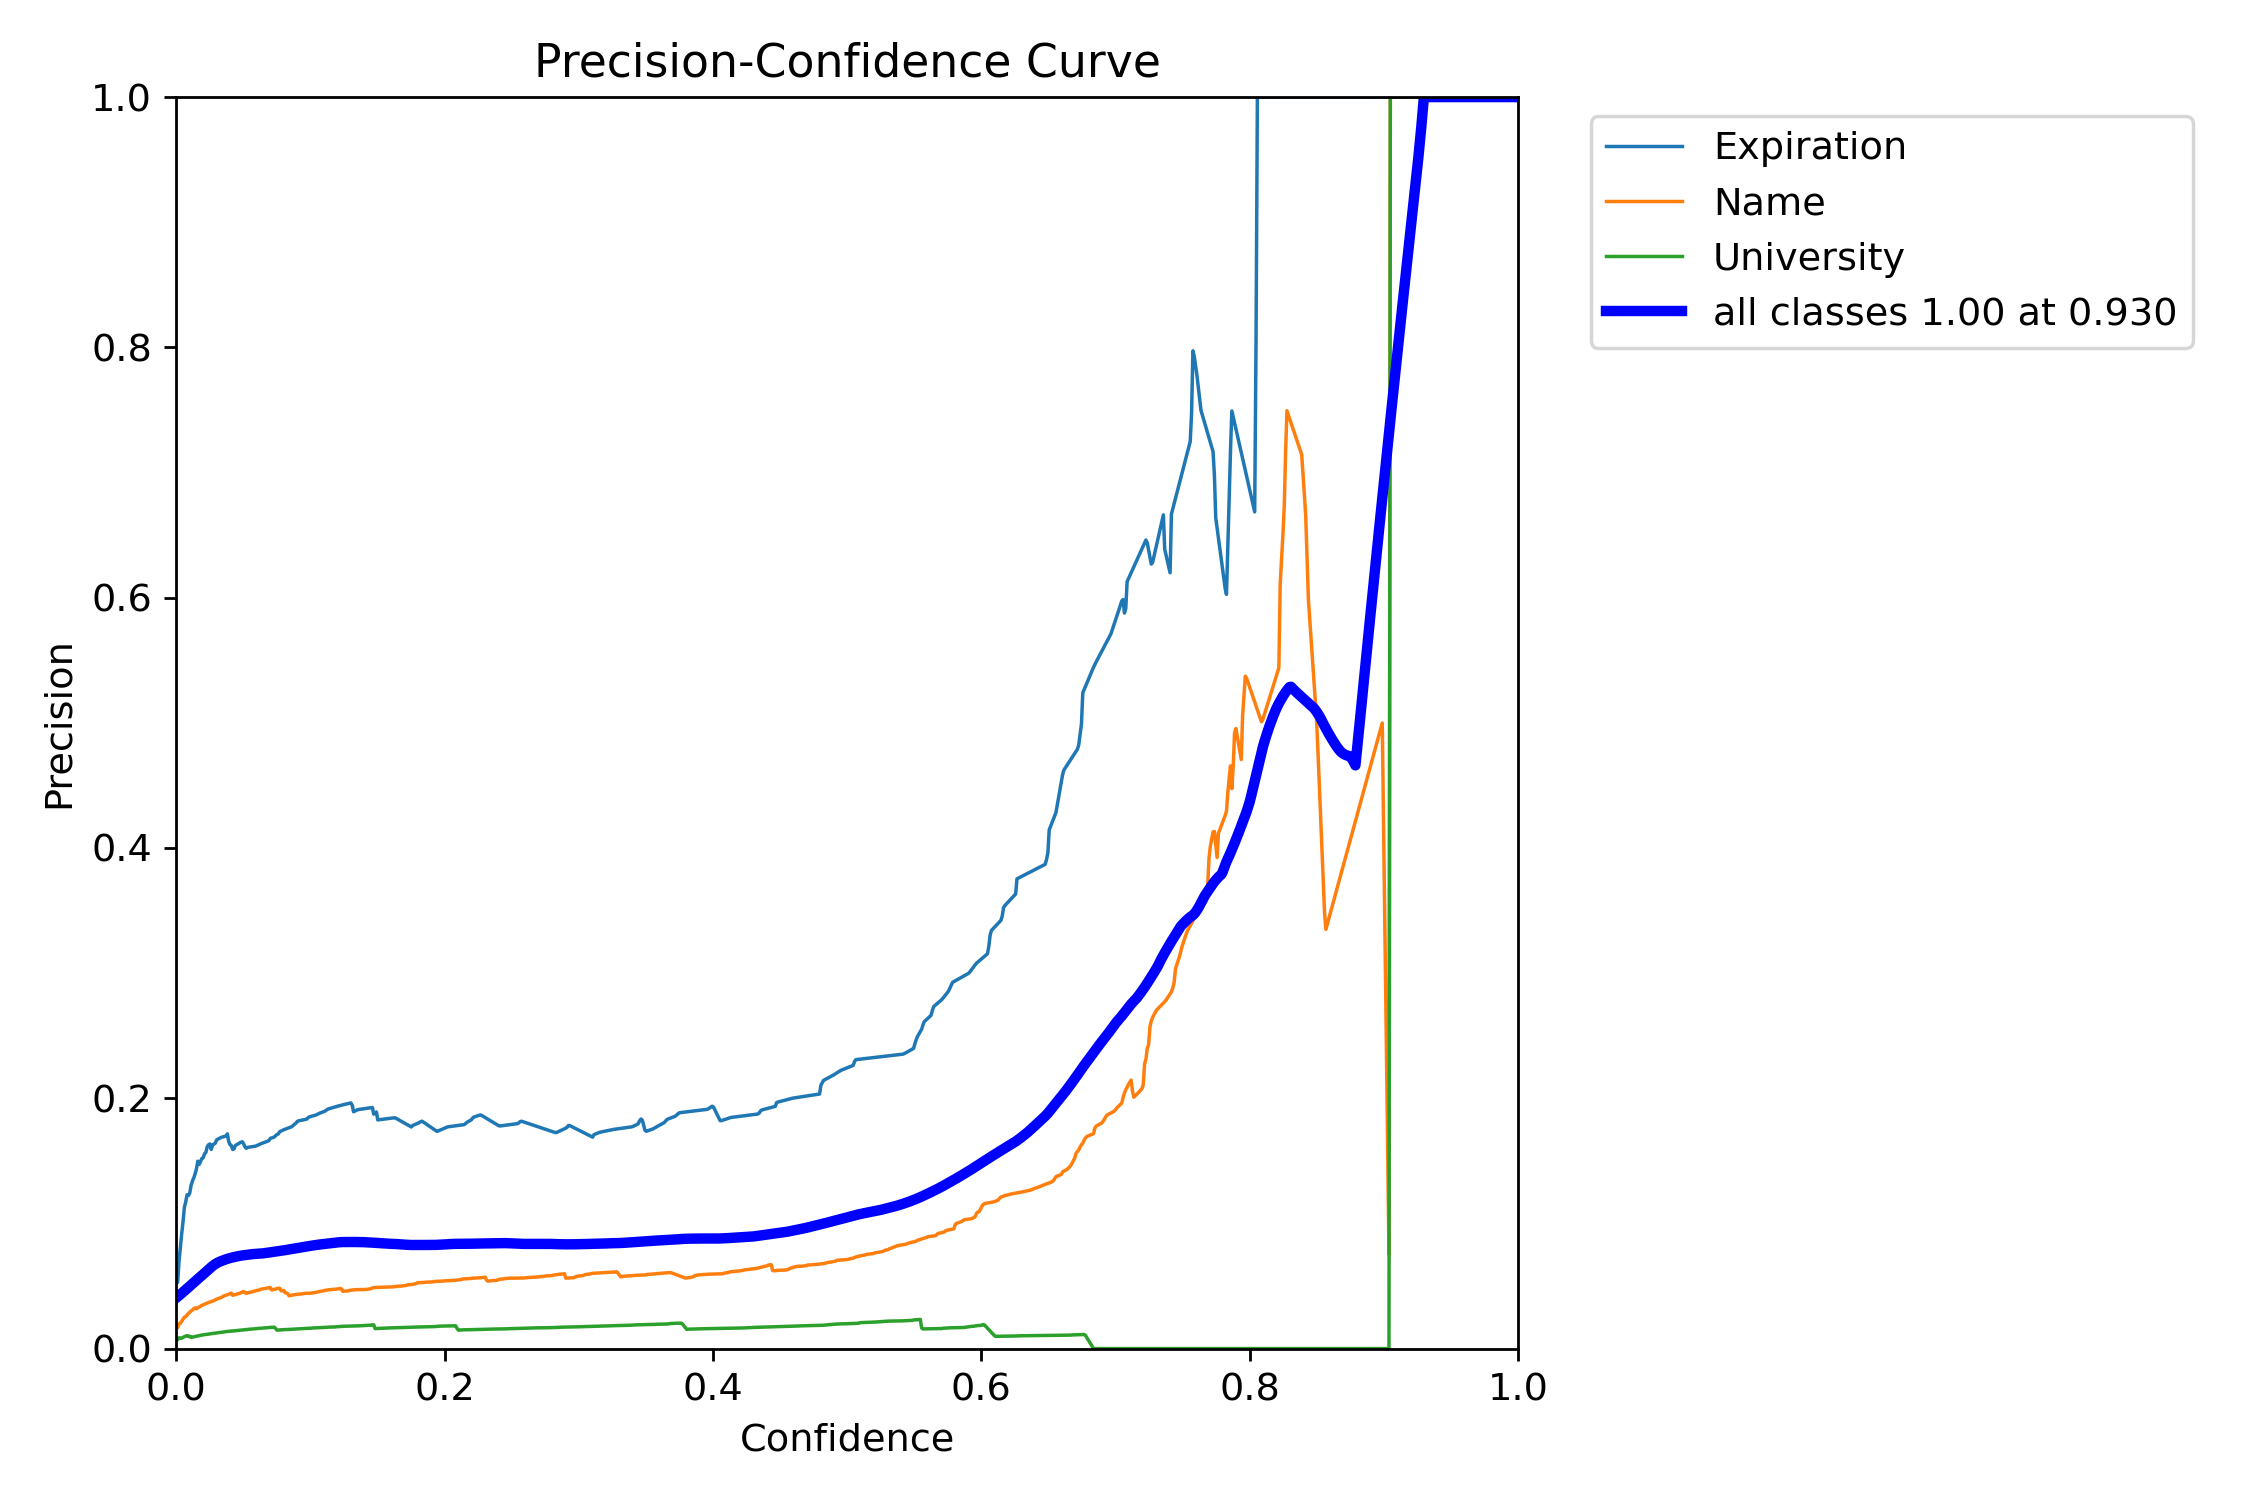 Precision-Confidence Curve
1.0
0.8
0.6
0.4
0.2
0.0
Precision
0.0 0.2 0.4 0.6 0.8 1.0
Confidence
Expiration
Name
University
all classes 1.00 at 0.930